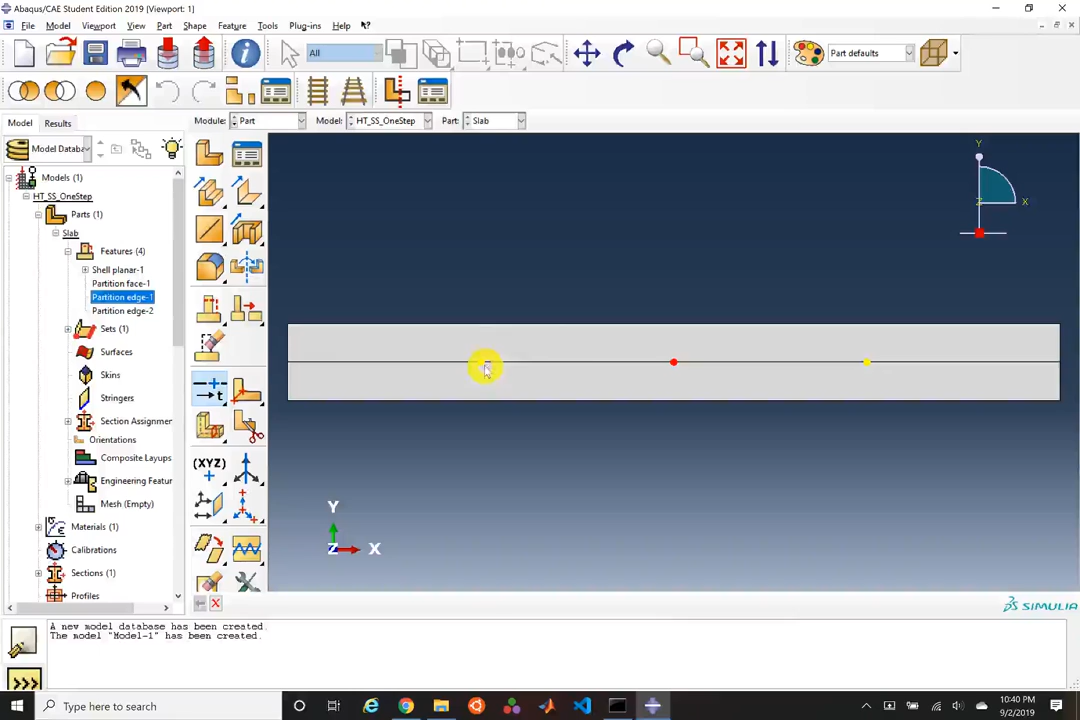 Abaqus/CAE Student Edition 2019 [Viewport: 1]
File Model Viewport View Part Shape Feature Tools Plug-ins Help
All
Part defaults
Model Results Module: Part Model: HT_SS_OneStep Part: Slab
Model Databa
Models (1)
HT_SS_OneStep
Parts (1)
Slab
Features (4)
Shell planar-1
Partition face-1
Partition edge-1
Partition edge-2
Sets (1)
Surfaces
Skins
Stringers
Section Assignmer
Orientations
Composite Layups
Engineering Featur
Mesh (Empty)
Materials (1)
Calibrations
Sections (1)
Profiles
t
(XYZ)
Y
Z X
Y
Z X
SIMULIA
A new model database has been created.
The model "Model-1" has been created.
>>>
Type here to search
10:40 PM
9/2/2019